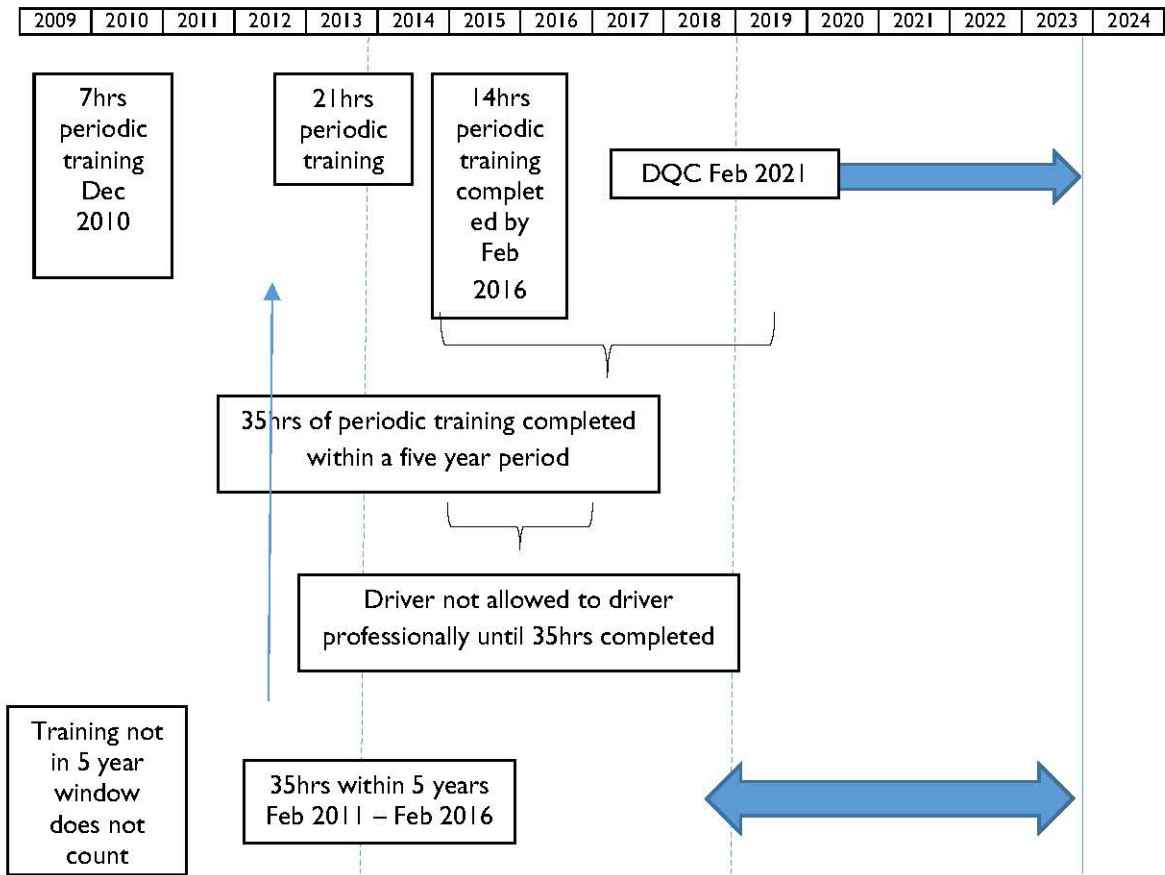 2009 2010 2011 2012 2013 2014 2015 2016 2017 2018 2019 2020 2021 2022 2023 2024
7hrs
periodic
training
Dec
2010
21hrs
periodic
training
14hrs
periodic
training
complet
ed by
Feb
2016
DQC Feb 2021
35hrs of periodic training completed
within a five year period
Driver not allowed to driver
professionally until 35hrs completed
Training not
in 5 year
window
does not
count
35hrs within 5 years
Feb 2011 – Feb 2016